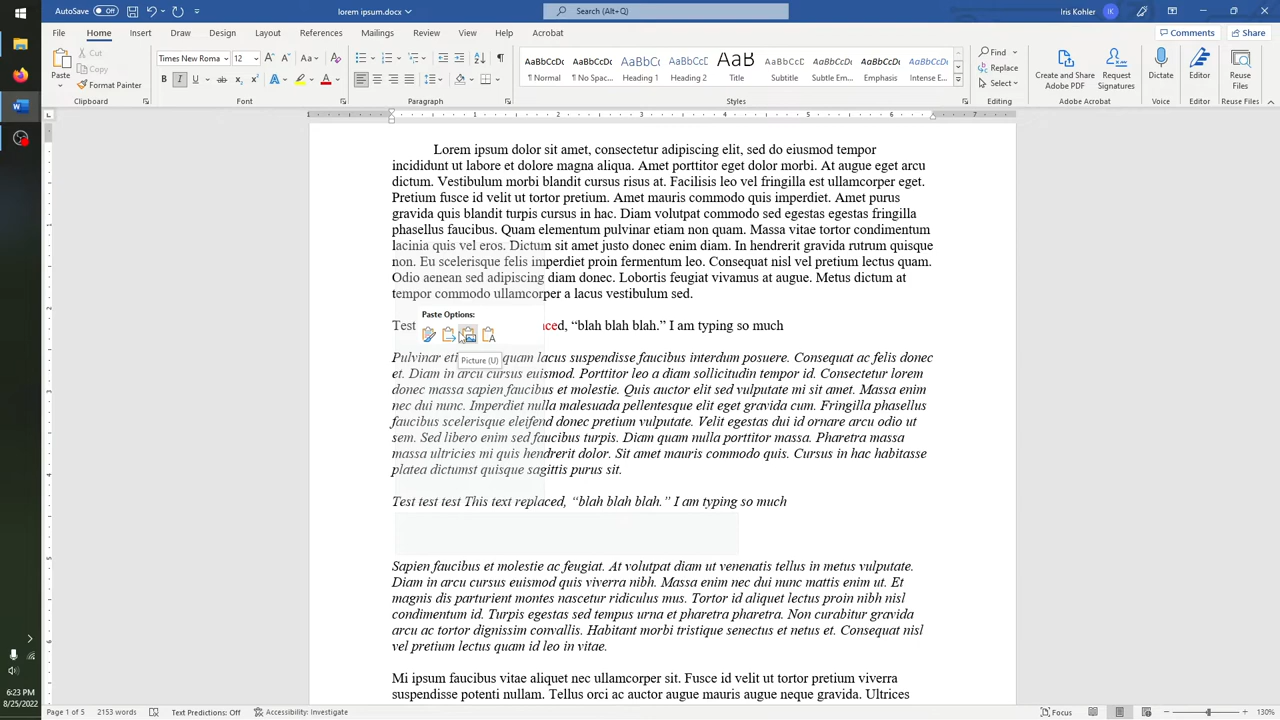 AutoSave Off lorem ipsum.docx Search (Alt+Q) Iris Kohler IK
File Home Insert Draw Design Layout References Mailings Review View Help Acrobat Comments Share
Paste Cut Copy Format Painter Clipboard
Times New Roma 12 Font
Paragraph
AaBbCcDc AaBbCcDc AaBbC AaBbCc AaB AaBbCcDc AaBbCcDc AaBbCcDc AaBbCcDc
¶ Normal ¶ No Spac... Heading 1 Heading 2 Title Subtitle Subtle Em... Emphasis Intense E...
Styles
Find Replace Select Editing
Create and Share Adobe PDF Request Signatures Adobe Acrobat
Dictate Voice
Editor Editor
Reuse Files Reuse Files
Lorem ipsum dolor sit amet, consectetur adipiscing elit, sed do eiusmod tempor
incididunt ut labore et dolore magna aliqua. Amet porttitor eget dolor morbi. At augue eget arcu
dictum. Vestibulum morbi blandit cursus risus at. Facilisis leo vel fringilla est ullamcorper eget.
Pretium fusce id velit ut tortor pretium. Amet mauris commodo quis imperdiet. Amet purus
gravida quis blandit turpis cursus in hac. Diam volutpat commodo sed egestas egestas fringilla
phasellus faucibus. Quam elementum pulvinar etiam non quam. Massa vitae tortor condimentum
lacinia quis vel eros. Dictum sit amet justo donec enim diam. In hendrerit gravida rutrum quisque
non. Eu scelerisque felis imperdiet proin fermentum leo. Consequat nisl vel pretium lectus quam.
Odio aenean sed adipiscing diam donec. Lobortis feugiat vivamus at augue. Metus dictum at
tempor commodo ullamcorper a lacus vestibulum sed.
Paste Options:
Test ced, “blah blah blah.” I am typing so much
Picture (U)
Pulvinar eti quam lacus suspendisse faucibus interdum posuere. Consequat ac felis donec
et. Diam in arcu cursus euismod. Porttitor leo a diam sollicitudin tempor id. Consectetur lorem
donec massa sapien faucibus et molestie. Quis auctor elit sed vulputate mi sit amet. Massa enim
nec dui nunc. Imperdiet nulla malesuada pellentesque elit eget gravida cum. Fringilla phasellus
faucibus scelerisque eleifend donec pretium vulputate. Velit egestas dui id ornare arcu odio ut
sem. Sed libero enim sed faucibus turpis. Diam quam nulla porttitor massa. Pharetra massa
massa ultricies mi quis hendrerit dolor. Sit amet mauris commodo quis. Cursus in hac habitasse
platea dictumst quisque sagittis purus sit.
Test test test This text replaced, “blah blah blah.” I am typing so much
Sapien faucibus et molestie ac feugiat. At volutpat diam ut venenatis tellus in metus vulputate.
Diam in arcu cursus euismod quis viverra nibh. Massa enim nec dui nunc mattis enim ut. Et
magnis dis parturient montes nascetur ridiculus mus. Tortor id aliquet lectus proin nibh nisl
condimentum id. Turpis egestas sed tempus urna et pharetra pharetra. Non curabitur gravida
arcu ac tortor dignissim convallis. Habitant morbi tristique senectus et netus et. Consequat nisl
vel pretium lectus quam id leo in vitae.
Mi ipsum faucibus vitae aliquet nec ullamcorper sit. Fusce id velit ut tortor pretium viverra
suspendisse potenti nullam. Tellus orci ac auctor augue mauris augue neque gravida. Ultrices
6:23 PM
8/25/2022
Page 1 of 5 2153 words Text Predictions: Off Accessibility: Investigate Focus 130%